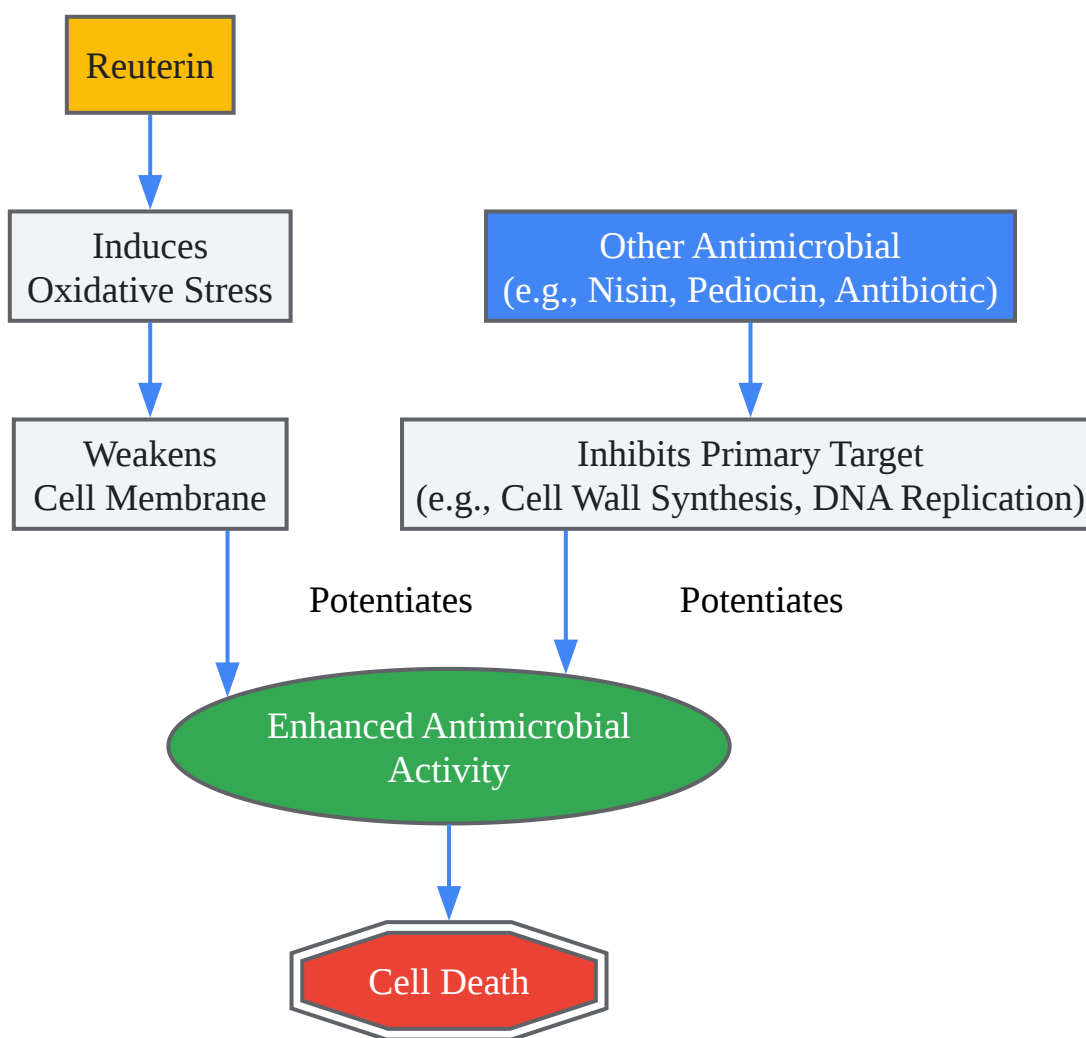 Reuterin
Induces
Oxidative Stress
Other Antimicrobial
(e.g., Nisin, Pediocin, Antibiotic)
Weakens
Cell Membrane
Inhibits Primary Target
(e.g., Cell Wall Synthesis, DNA Replication)
Potentiates
Potentiates
Enhanced Antimicrobial
Activity
Cell Death